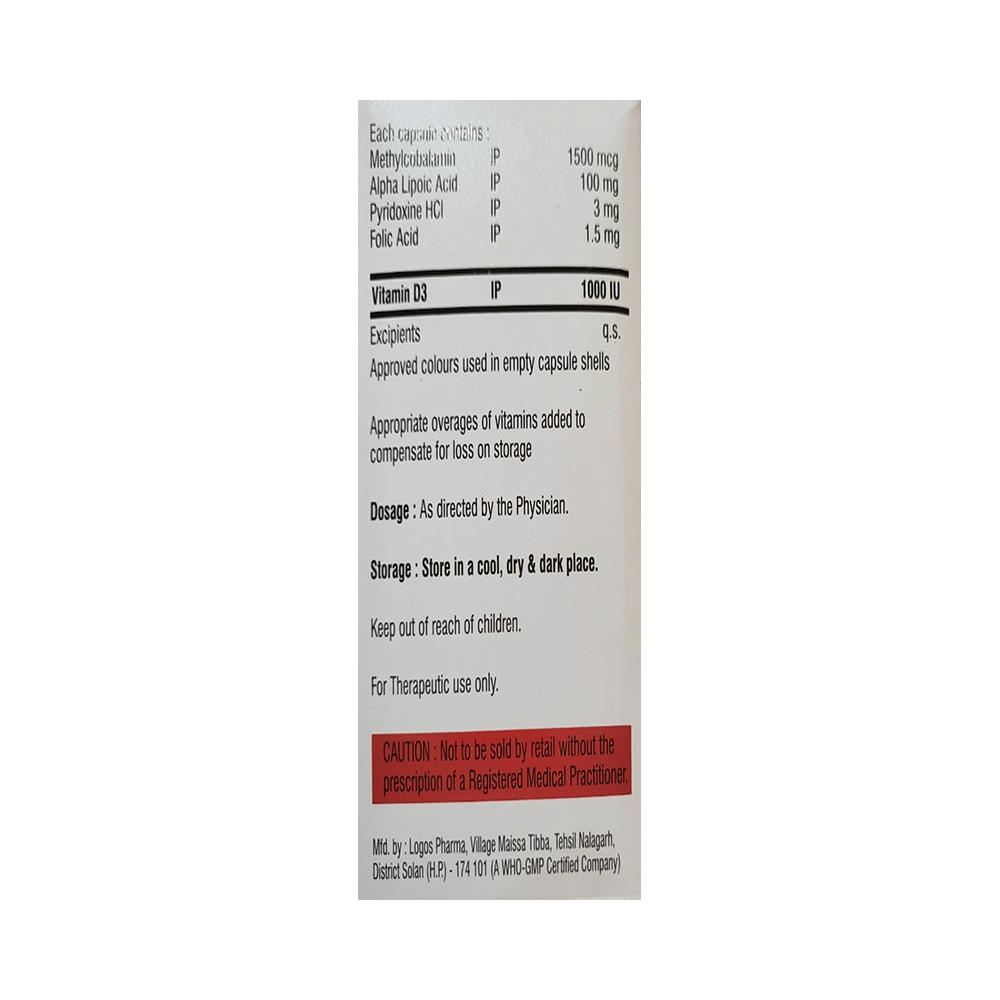 Each capsule contains :
Methylcobalamin IP 1500 mcg
Alpha Lipoic Acid IP 100 mg
Pyridoxine HCl IP 3 mg
Folic Acid IP 1.5 mg
Vitamin D3 IP 1000 IU
Excipients q.s.
Approved colours used in empty capsule shells
Appropriate overages of vitamins added to
compensate for loss on storage
Dosage : As directed by the Physician.
Storage : Store in a cool, dry & dark place.
Keep out of reach of children.
For Therapeutic use only.
CAUTION : Not to be sold by retail without the
prescription of a Registered Medical Practitioner.
Mfd. by : Logos Pharma, Village Maissa Tibba, Tehsil Nalagarh,
District Solan (H.P.) - 174 101 (A WHO-GMP Certified Company)